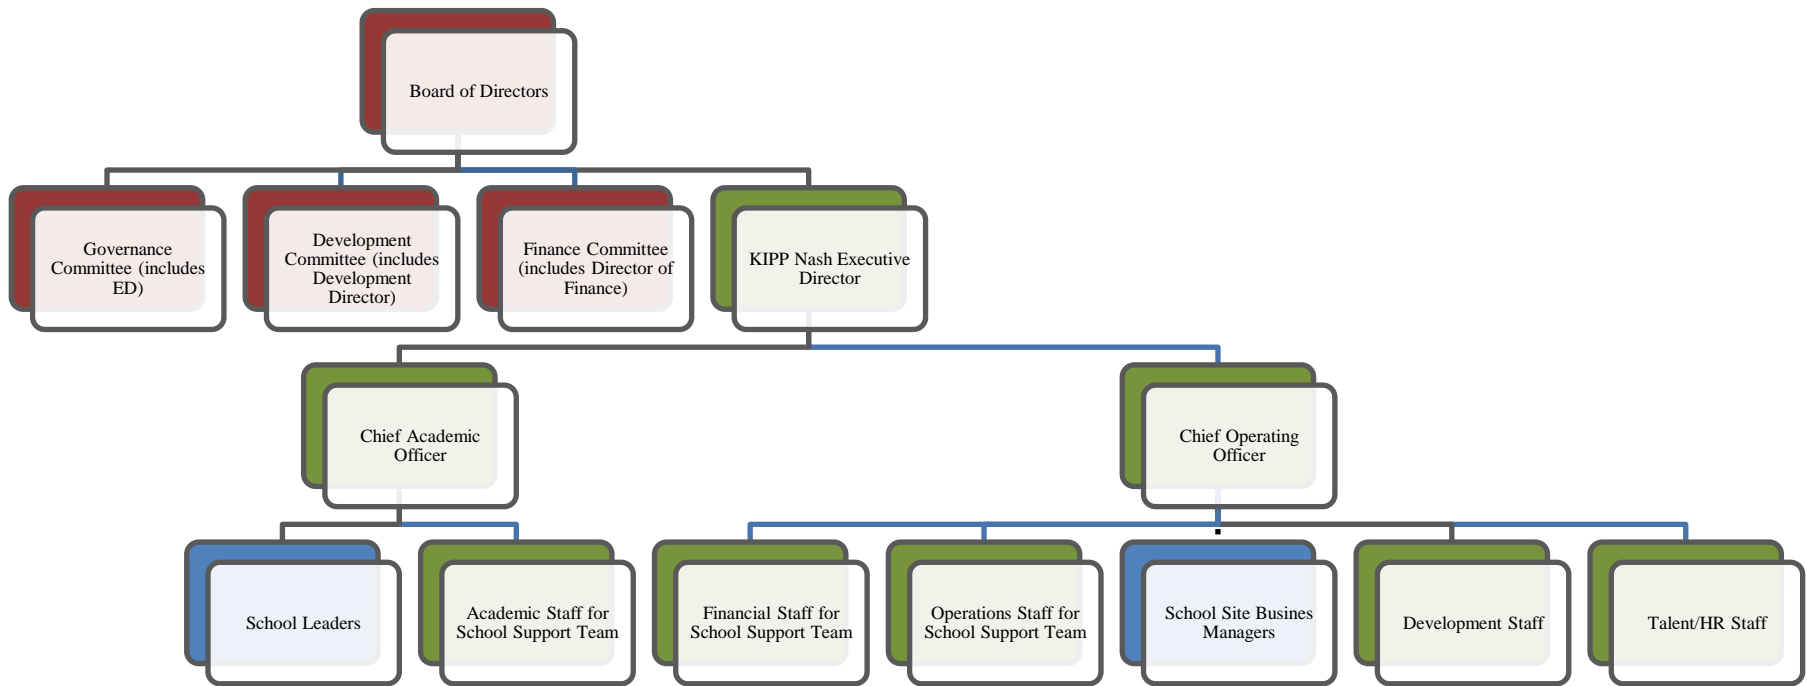 Board of Directors
Governance
Committee (includes
ED)
Development
Committee (includes
Development
Director)
Finance Committee
(includes Director of
Finance)
KIPP Nash Executive
Director
Chief Academic
Officer
Chief Operating
Officer
School Leaders
Academic Staff for
School Support Team
Financial Staff for
School Support Team
Operations Staff for
School Support Team
School Site Busines
Managers
Development Staff
Talent/HR Staff